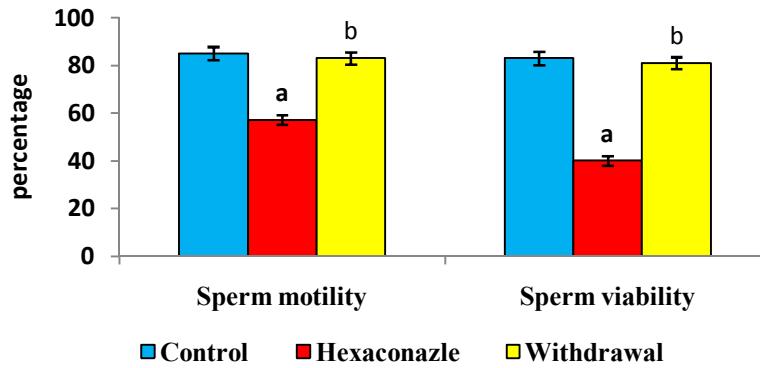 percentage
100
80
60
40
20
0
a
b
a
b
Sperm motility
Sperm viability
Control
Hexaconazle
Withdrawal